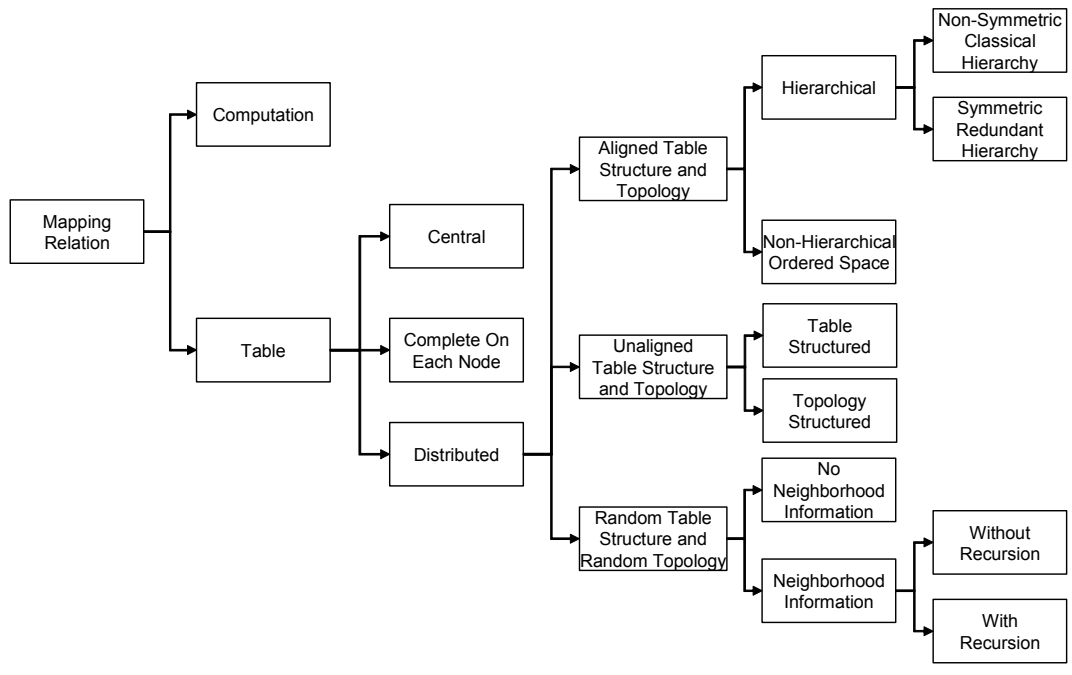 Mapping
Relation
Computation
Table
Central
Complete On
Each Node
Distributed
Aligned Table
Structure and
Topology
Unaligned
Table Structure
and Topology
Random Table
Structure and
Random Topology
Hierarchical
Non-Hierarchical
Ordered Space
Table
Structured
Topology
Structured
No
Neighborhood
Information
Neighborhood
Information
Non-Symmetric
Classical
Hierarchy
Symmetric
Redundant
Hierarchy
Without
Recursion
With
Recursion